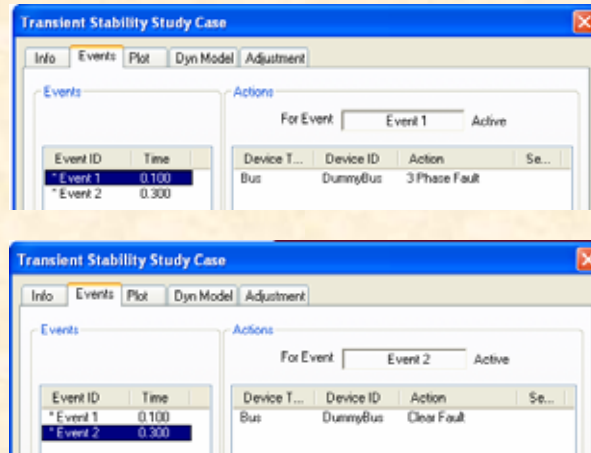 Transient Stability Study Case
Info Events Plot Dyn Model Adjustment
Events Actions
For Event Event 1 Active
Event ID Time Device T... Device ID Action Se...
* Event 1 0.100 Bus DummyBus 3 Phase Fault
* Event 2 0.300
Transient Stability Study Case
Info Events Plot Dyn Model Adjustment
Events Actions
For Event Event 2 Active
Event ID Time Device T... Device ID Action Se...
* Event 1 0.100 Bus DummyBus Clear Fault
* Event 2 0.300